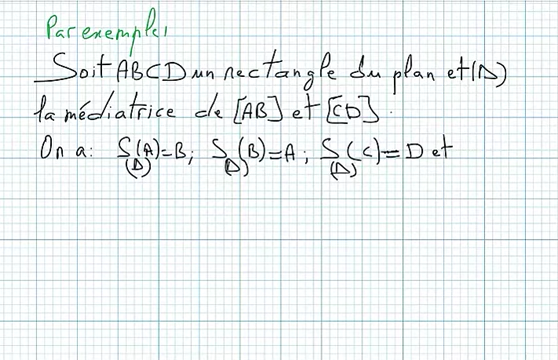 Par exemple,
Soit ABCD un rectangle du plan et (Δ)
la médiatrice de [AB] et [CD].
On a: S(Δ)(A)=B; S(Δ)(B)=A; S(Δ)(C)=D et